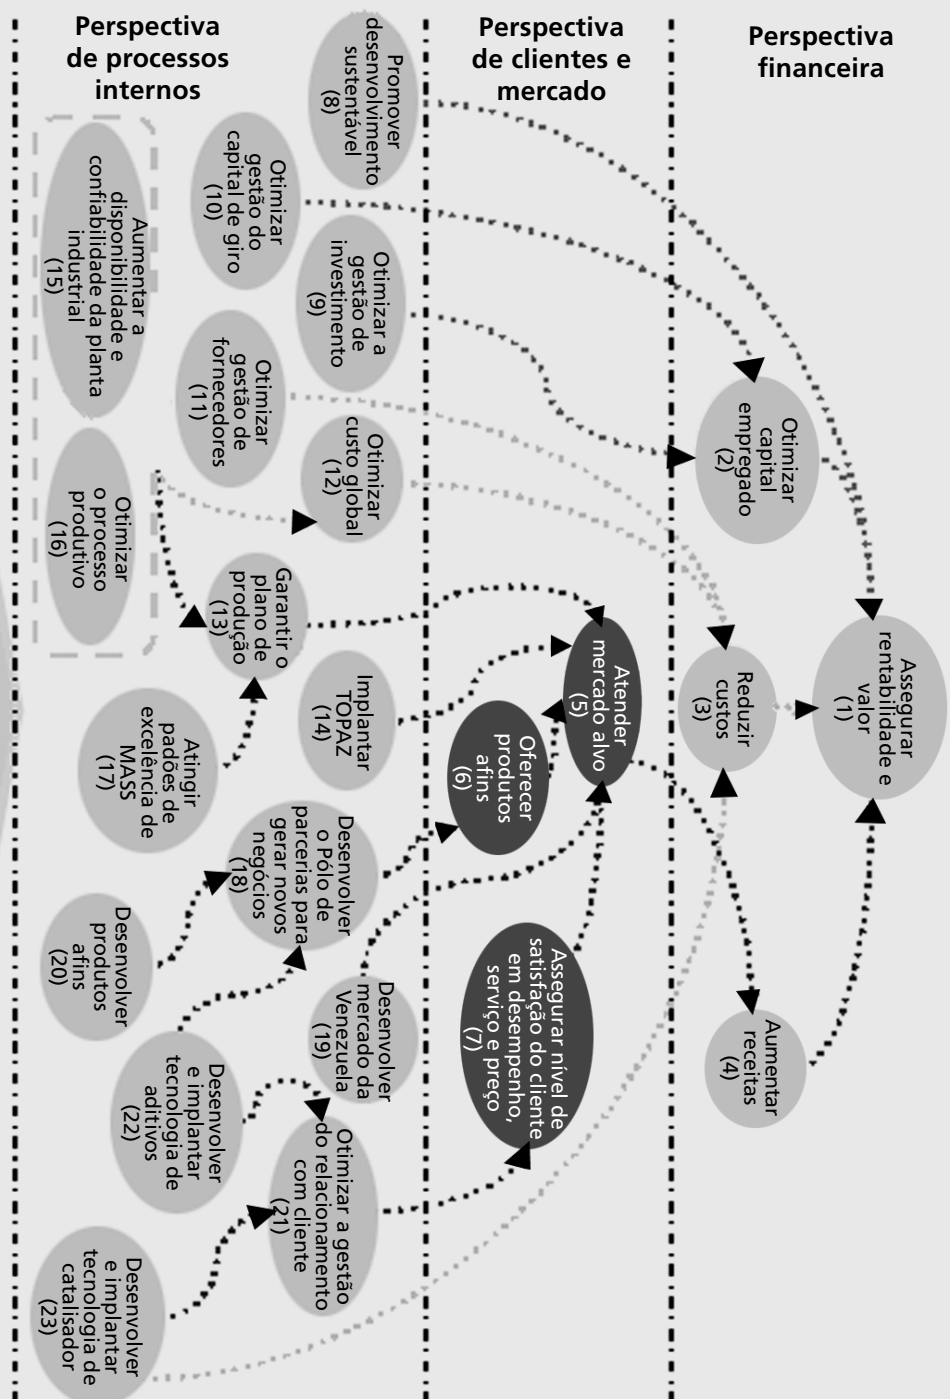 Perspectiva
financeira
Assegurar
rentabilidade e
valor
(1)
Otimizar
capital
empregado
(2)
Reduzir
custos
(3)
Aumentar
receitas
(4)
Perspectiva
de clientes e
mercado
Atender
mercado alvo
(5)
Oferecer
produtos
afins
(6)
Assegurar nível de
satisfação do cliente
em desempenho,
serviço e preço
(7)
Perspectiva
de processos
internos
Promover
desenvolvimento
sustentável
(8)
Otimizar a
gestão de
investimento
(9)
Otimizar
gestão do
capital de giro
(10)
Otimizar
gestão de
fornecedores
(11)
Otimizar
custo global
(12)
Garantir o
plano de
produção
(13)
Implantar
TOPAZ
(14)
Aumentar a
disponibilidade e
confiabilidade da planta
industrial
(15)
Otimizar
o processo
produtivo
(16)
Atingir
padões de
excelência de
MASS
(17)
Desenvolver
o Pólo de
parcerias para
gerar novos
negócios
(18)
Desenvolver
mercado da
Venezuela
(19)
Desenvolver
produtos
afins
(20)
Otimizar a gestão
do relacionamento
com cliente
(21)
Desenvolver
e implantar
tecnologia de
aditivos
(22)
Desenvolver
e implantar
tecnologia de
catalisador
(23)